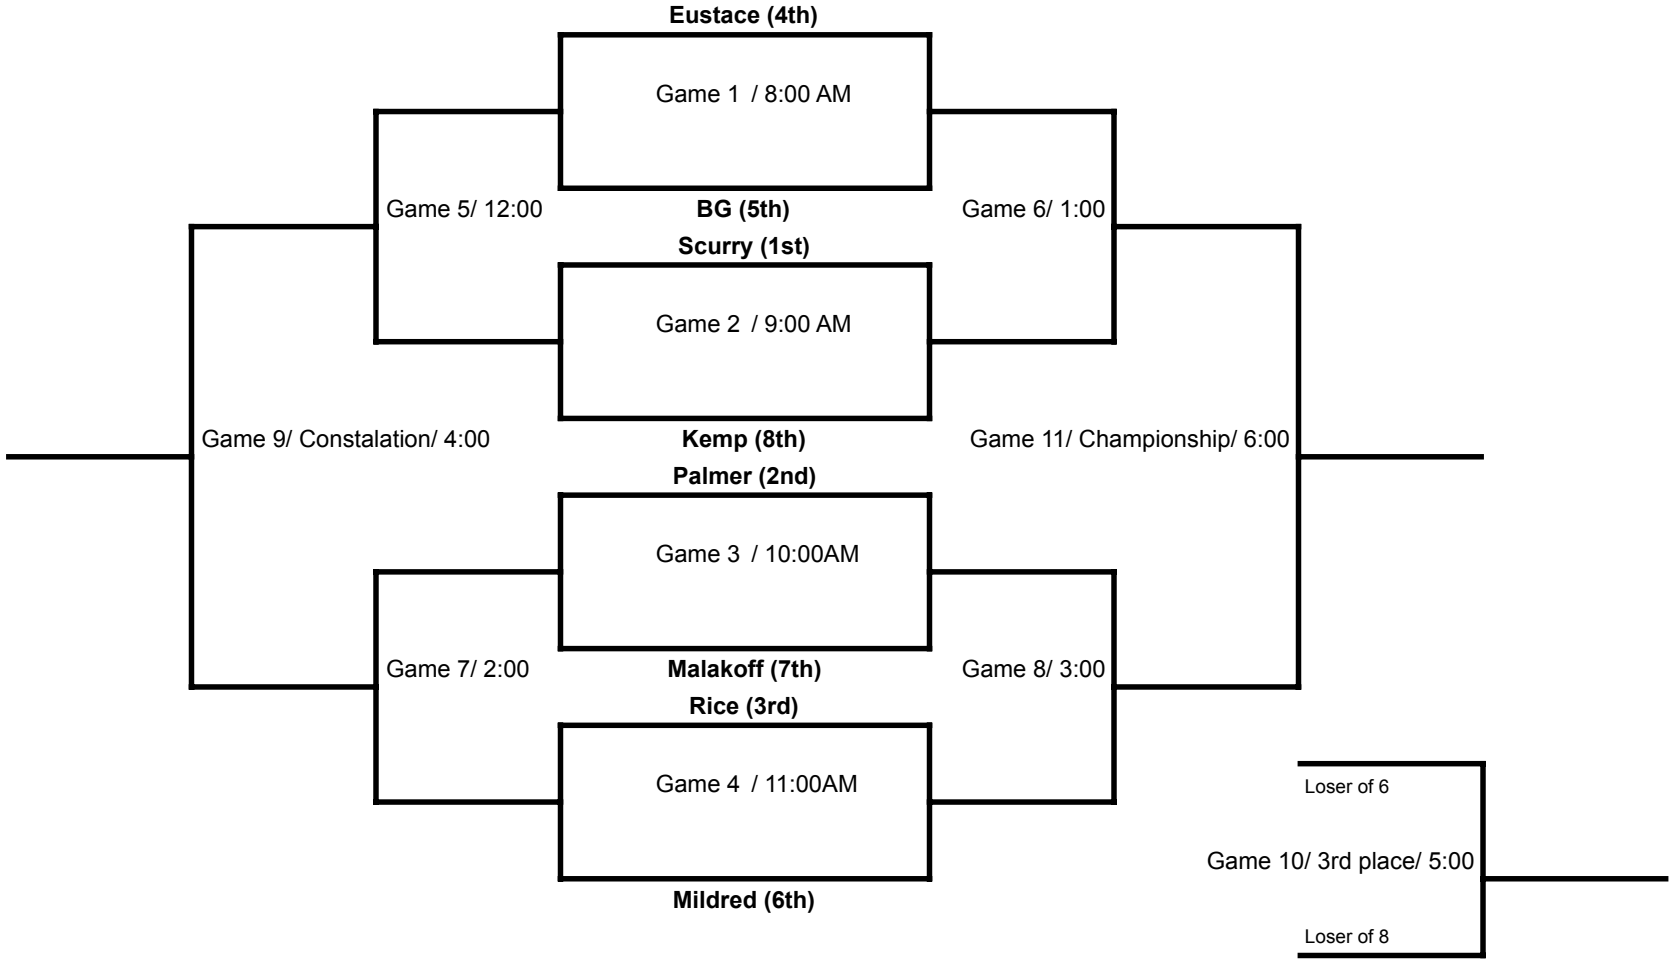 Eustace (4th)
Game 1 / 8:00 AM
Game 5/ 12:00
BG (5th)
Game 6/ 1:00
Scurry (1st)
Game 2 / 9:00 AM
Game 9/ Constalation/ 4:00
Kemp (8th)
Game 11/ Championship/ 6:00
Palmer (2nd)
Game 3 / 10:00AM
Game 7/ 2:00
Malakoff (7th)
Game 8/ 3:00
Rice (3rd)
Game 4 / 11:00AM
Loser of 6
Game 10/ 3rd place/ 5:00
Mildred (6th)
Loser of 8